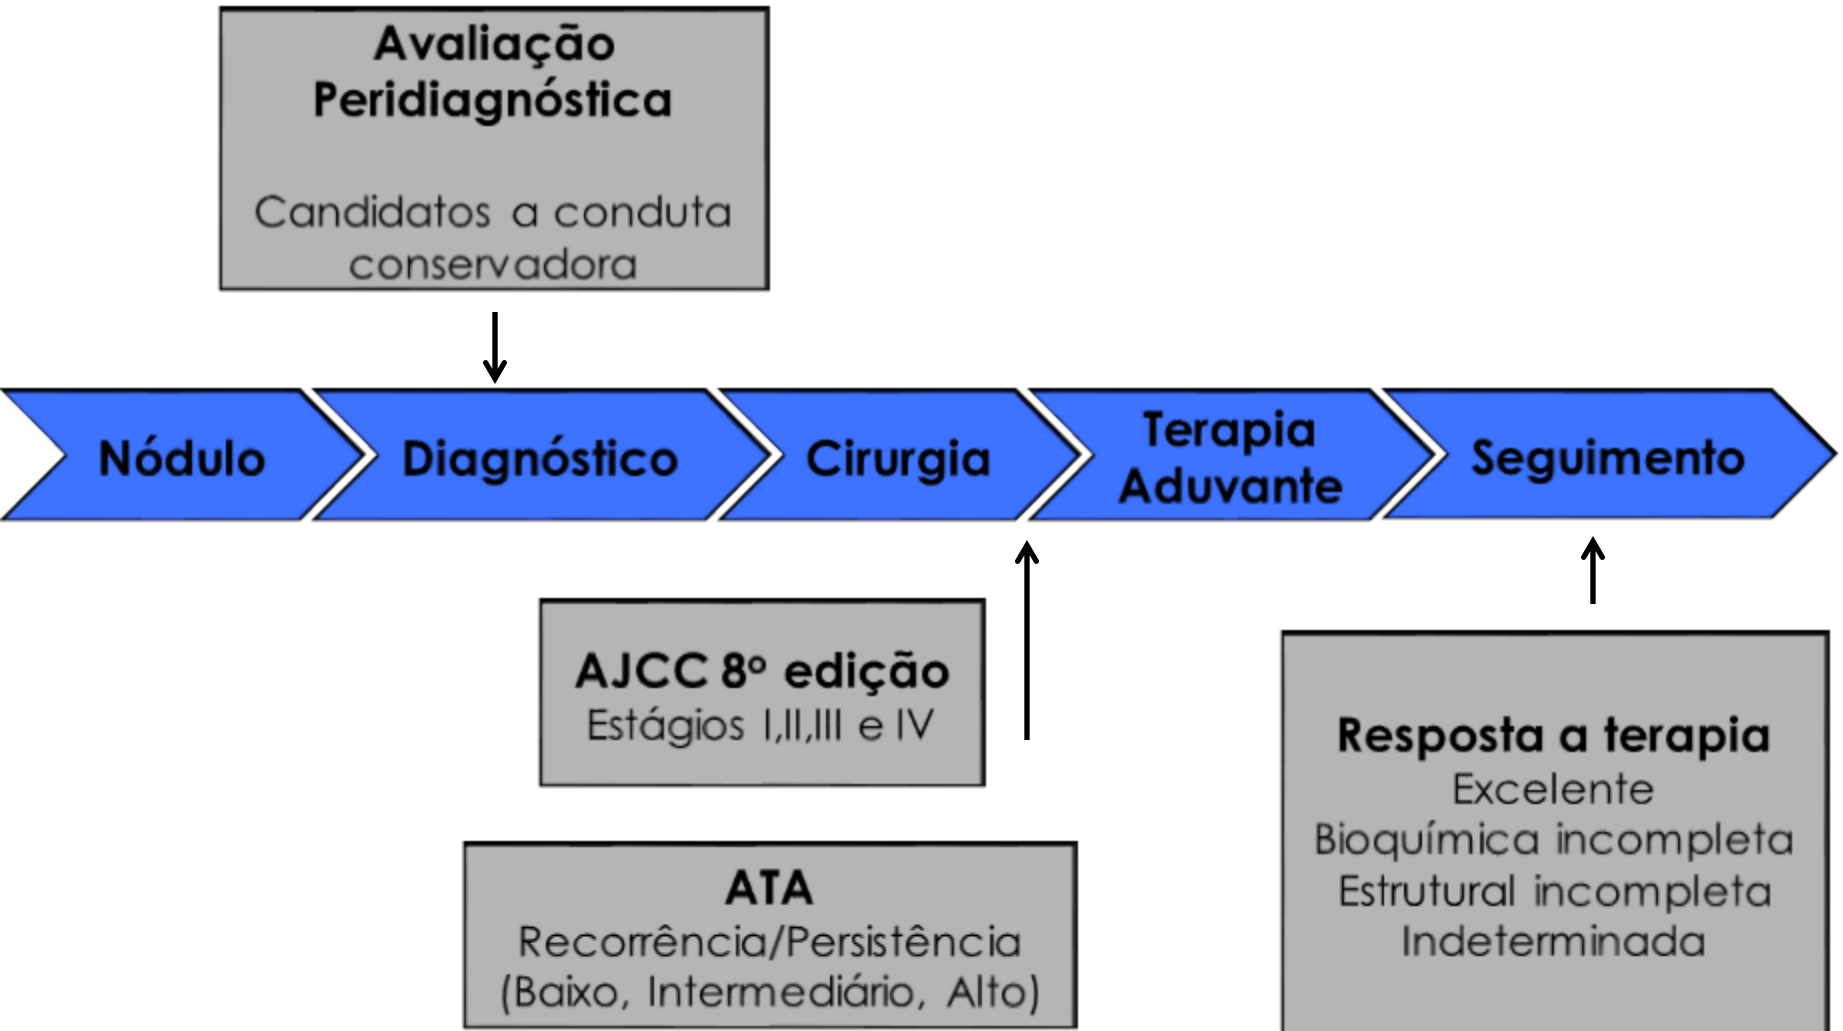 Avaliação
Peridiagnóstica
Candidatos a conduta
conservadora
Nódulo
Diagnóstico
Cirurgia
Terapia
Aduvante
Seguimento
AJCC 8º edição
Estágios I,II,III e IV
ATA
Recorrência/Persistência
(Baixo, Intermediário, Alto)
Resposta a terapia
Excelente
Bioquímica incompleta
Estrutural incompleta
Indeterminada